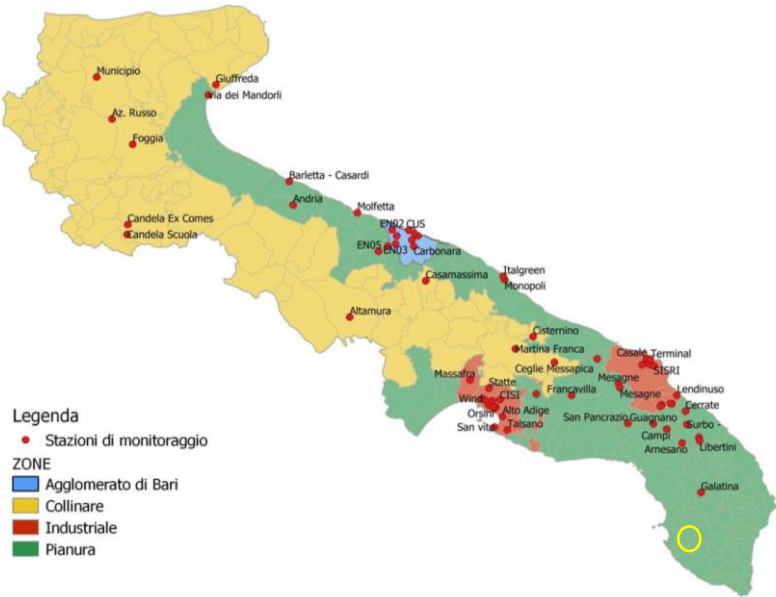 Municipio
Giuffreda
via dei Mandorli
Az. Russo
Foggia
Barletta - Casardi
Andria
Molfetta
Candela Ex Comes
Candela Scuola
EN02 CUS
EN05 EN03 Carbonara
Casamassima
Italgreen
Monopoli
Altamura
Cisternino
Martina Franca
Casale Terminal
Ceglie Messapica
SISRI
Massafra
Statte
Mesagne
Francavilla
Mesagne
Lendinuso
Wind
CISI
Orsini
Alto Adige
Cerrate
San Pancrazio Guagnano
Surbo -
San vito
Talsano
Campi
Arnesano
Libertini
Galatina
Legenda
Stazioni di monitoraggio
ZONE
Agglomerato di Bari
Collinare
Industriale
Pianura